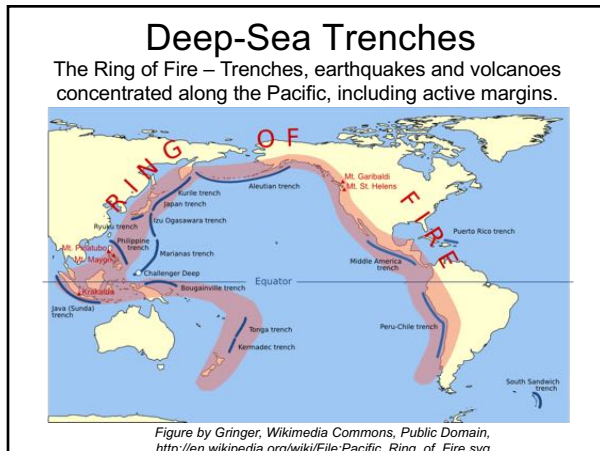 Deep-Sea Trenches
The Ring of Fire – Trenches, earthquakes and volcanoes
concentrated along the Pacific, including active margins.
RING OF FIRE
Aleutian trench
Kurile trench
Japan trench
Izu Ogasawara trench
Ryuku trench
Philippine
trench
Marianas trench
Challenger Deep
Bougainville trench
Mt. Pinatubo
Mt. Mayon
Krakatoa
Java (Sunda)
trench
Equator
Tonga trench
Kermadec trench
Mt. Garibaldi
Mt. St. Helens
Middle America
trench
Puerto Rico trench
Peru-Chile trench
South Sandwich
trench
Figure by Gringer, Wikimedia Commons, Public Domain,
http://en.wikipedia.org/wiki/File:Pacific_Ring_of_Fire.svg